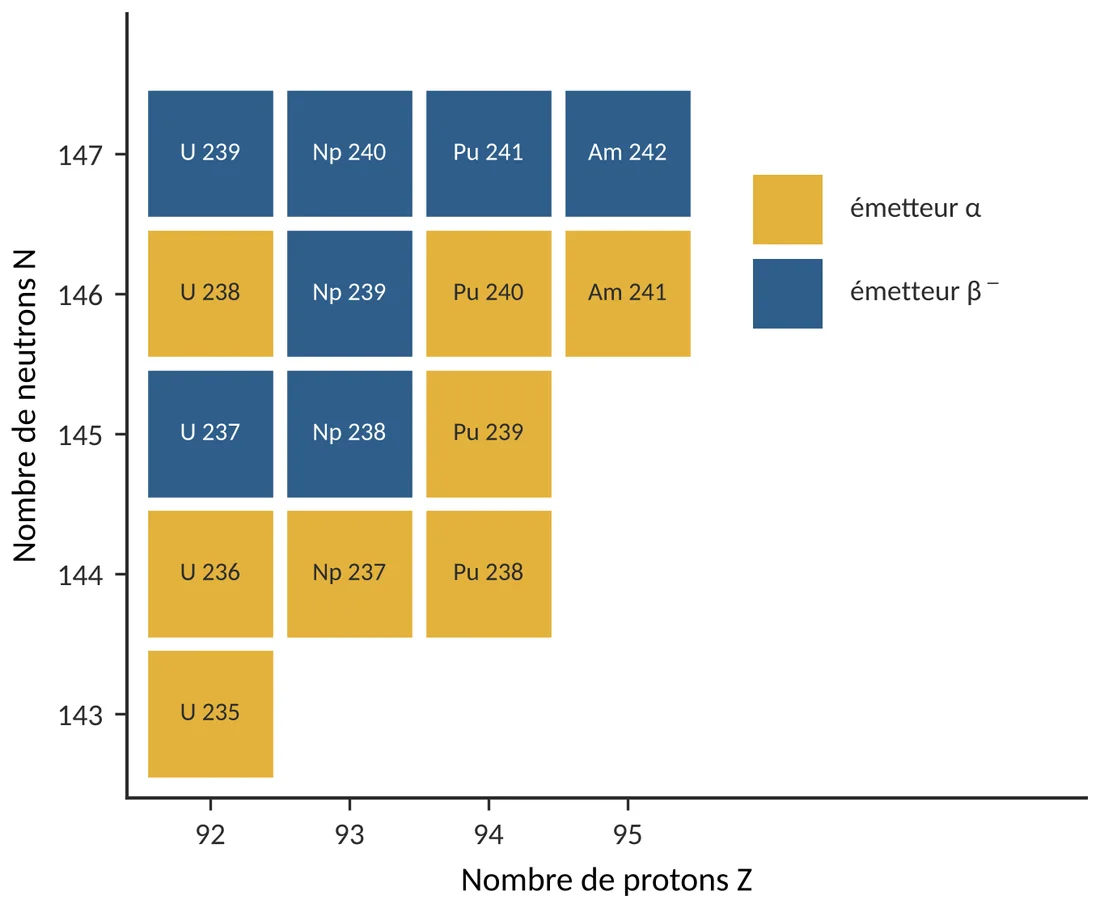 147
U 239
Np 240
Pu 241
Am 242
émetteur α
146
U 238
Np 239
Pu 240
Am 241
émetteur β⁻
145
U 237
Np 238
Pu 239
144
U 236
Np 237
Pu 238
143
U 235
92
93
94
95
Nombre de protons Z
Nombre de neutrons N